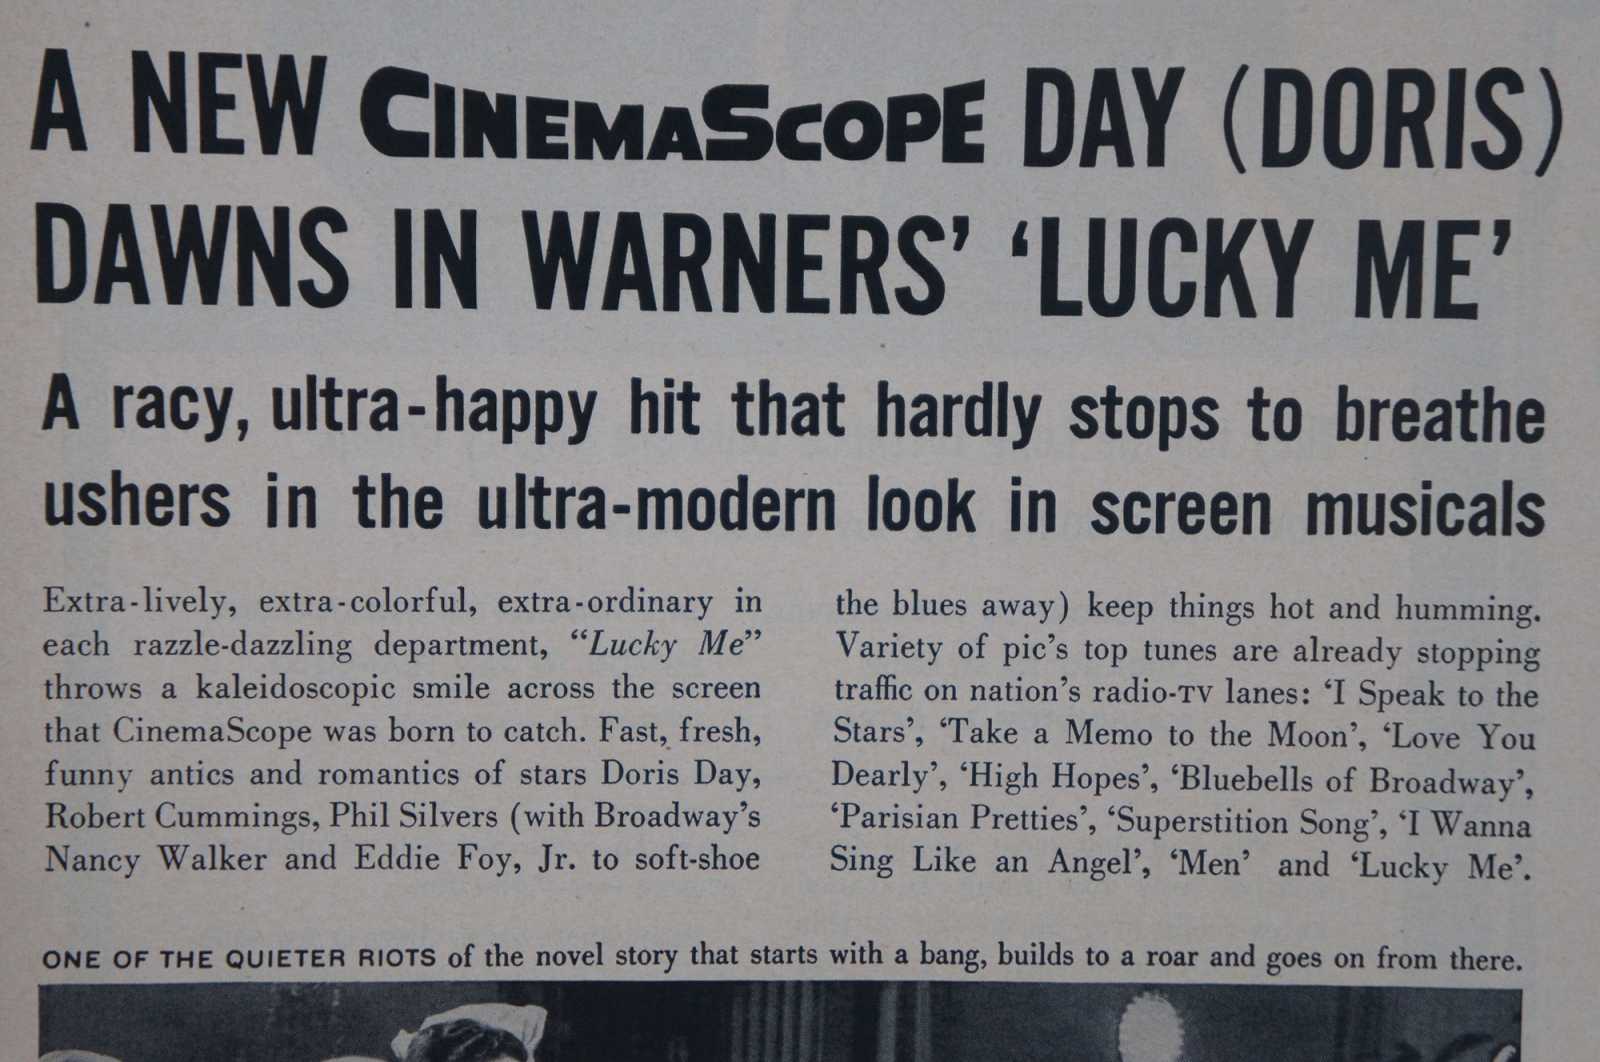 A NEW CINEMASCOPE DAY (DORIS)
DAWNS IN WARNERS’ ‘LUCKY ME’
A racy, ultra-happy hit that hardly stops to breathe
ushers in the ultra-modern look in screen musicals
Extra-lively, extra-colorful, extra-ordinary in
each razzle-dazzling department, “Lucky Me”
throws a kaleidoscopic smile across the screen
that CinemaScope was born to catch. Fast, fresh,
funny antics and romantics of stars Doris Day,
Robert Cummings, Phil Silvers (with Broadway’s
Nancy Walker and Eddie Foy, Jr. to soft-shoe
the blues away) keep things hot and humming.
Variety of pic’s top tunes are already stopping
traffic on nation’s radio-TV lanes: ‘I Speak to the
Stars’, ‘Take a Memo to the Moon’, ‘Love You
Dearly’, ‘High Hopes’, ‘Bluebells of Broadway’,
‘Parisian Pretties’, ‘Superstition Song’, ‘I Wanna
Sing Like an Angel’, ‘Men’ and ‘Lucky Me’.
ONE OF THE QUIETER RIOTS of the novel story that starts with a bang, builds to a roar and goes on from there.